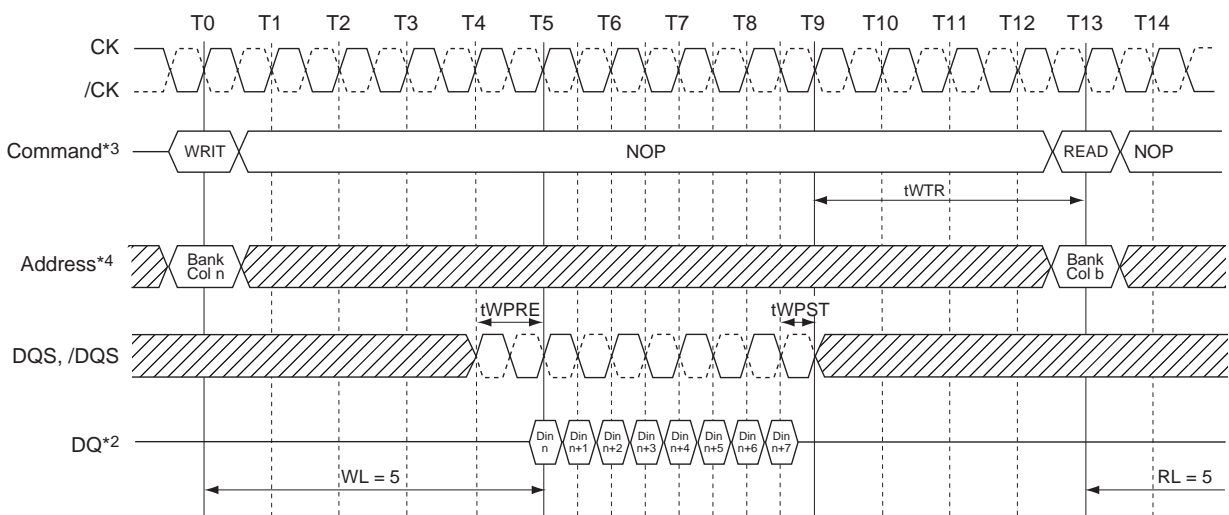 T0 T1 T2 T3 T4 T5 T6 T7 T8 T9 T10 T11 T12 T13 T14
CK
/CK
Command*3 WRIT NOP READ NOP
tWTR
Address*4 Bank Col n Bank Col b
tWPRE tWPST
DQS, /DQS
DQ*2 Din n Din n+1 Din n+2 Din n+3 Din n+4 Din n+5 Din n+6 Din n+7
WL = 5 RL = 5